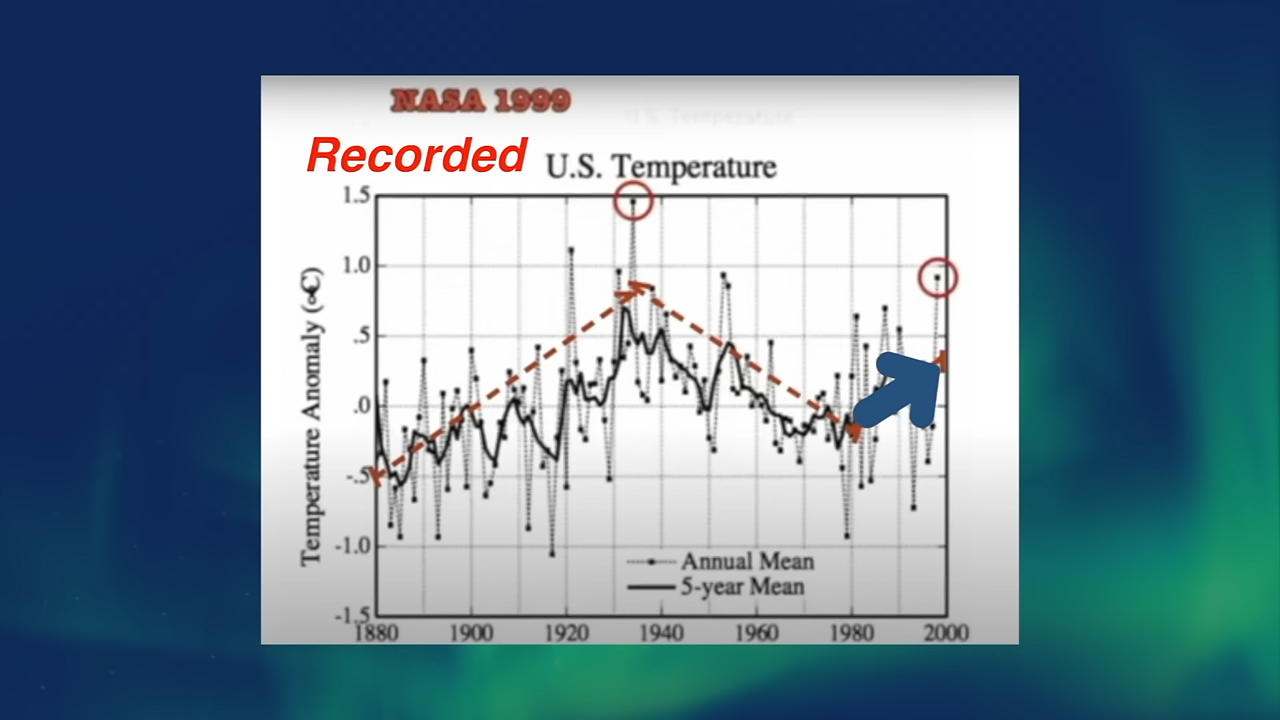 NASA 1999
U.S. Temperature
Recorded
U.S. Temperature
1.5
1.0
.5
.0
-.5
-1.0
-1.5
Temperature Anomaly (°C)
Annual Mean
5-year Mean
1880 1900 1920 1940 1960 1980 2000